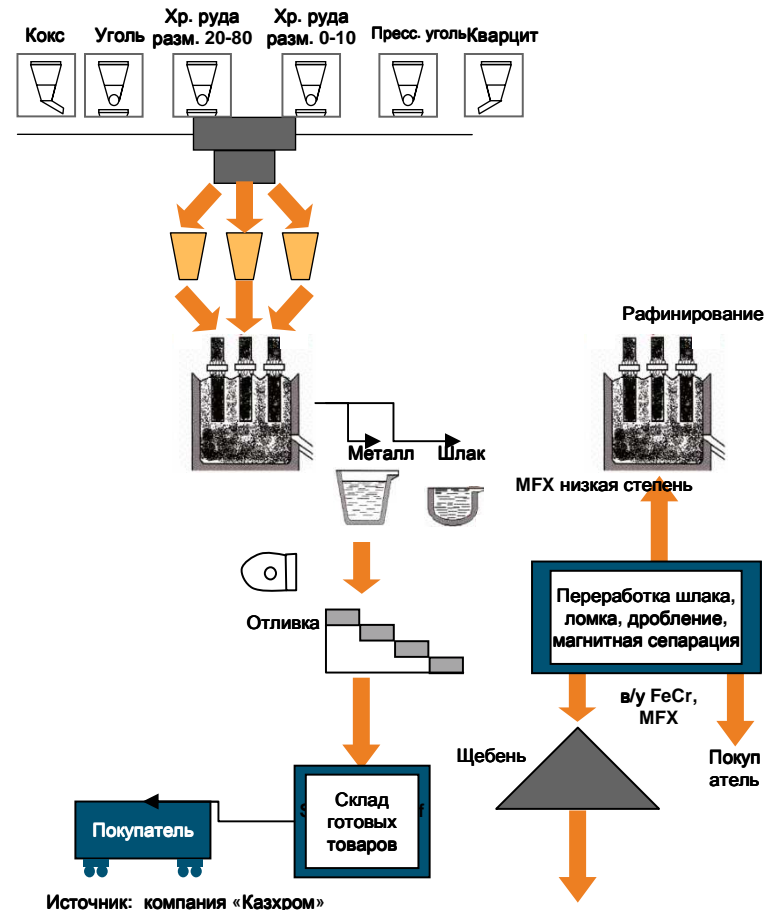 Кокс
Уголь
Хр. руда
разм. 20-80
Хр. руда
разм. 0-10
Пресс. уголь
Кварцит
Рафинирование
Металл
Шлак
MFX низкая степень
Отливка
Переработка шлака,
ломка, дробление,
магнитная сепарация
в/у FeCr,
MFX
Щебень
Покуп
атель
Склад
готовых
товаров
Покупатель
Источник: компания «Казхром»